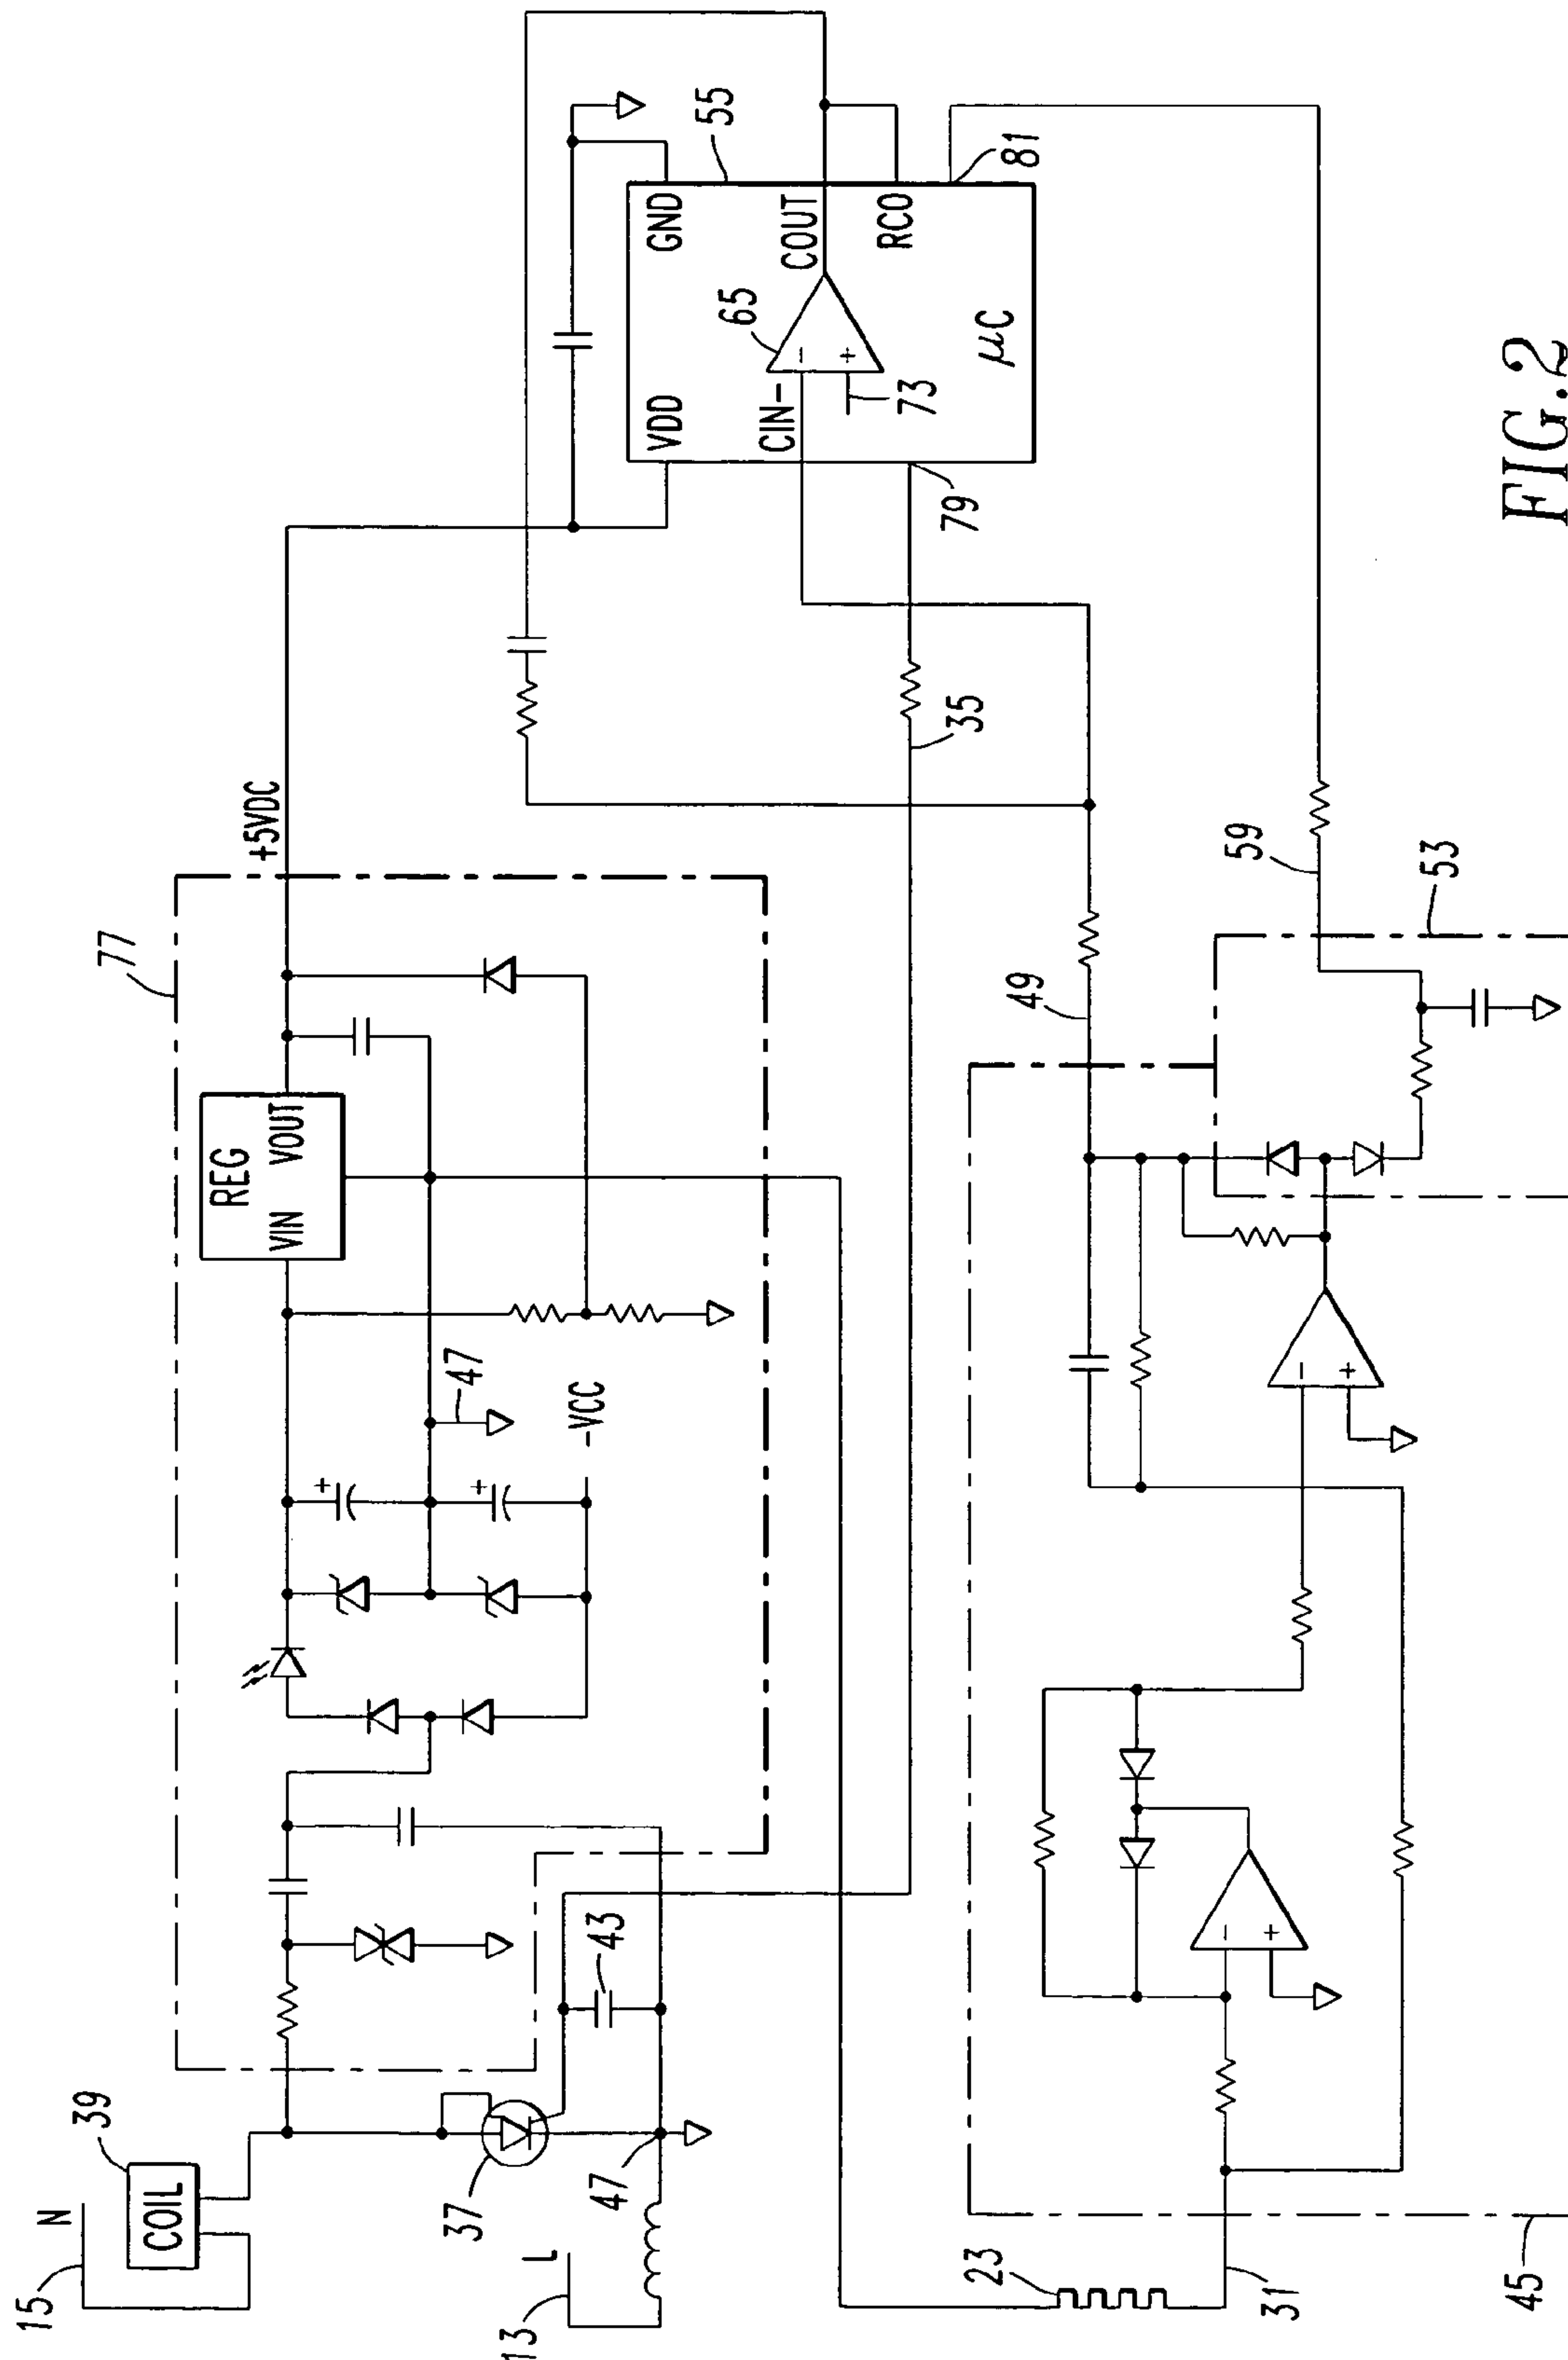 15
N
39
COIL
13
L
37
47
43
77
REG
VIN
VOUT
+5VDC
47
-VCC
+
+
VDD
GND
55
CIN-
COUT
65
-
+
73
RCO
μC
79
81
35
23
31
45
49
59
53
-
+
-
+
FIG.2